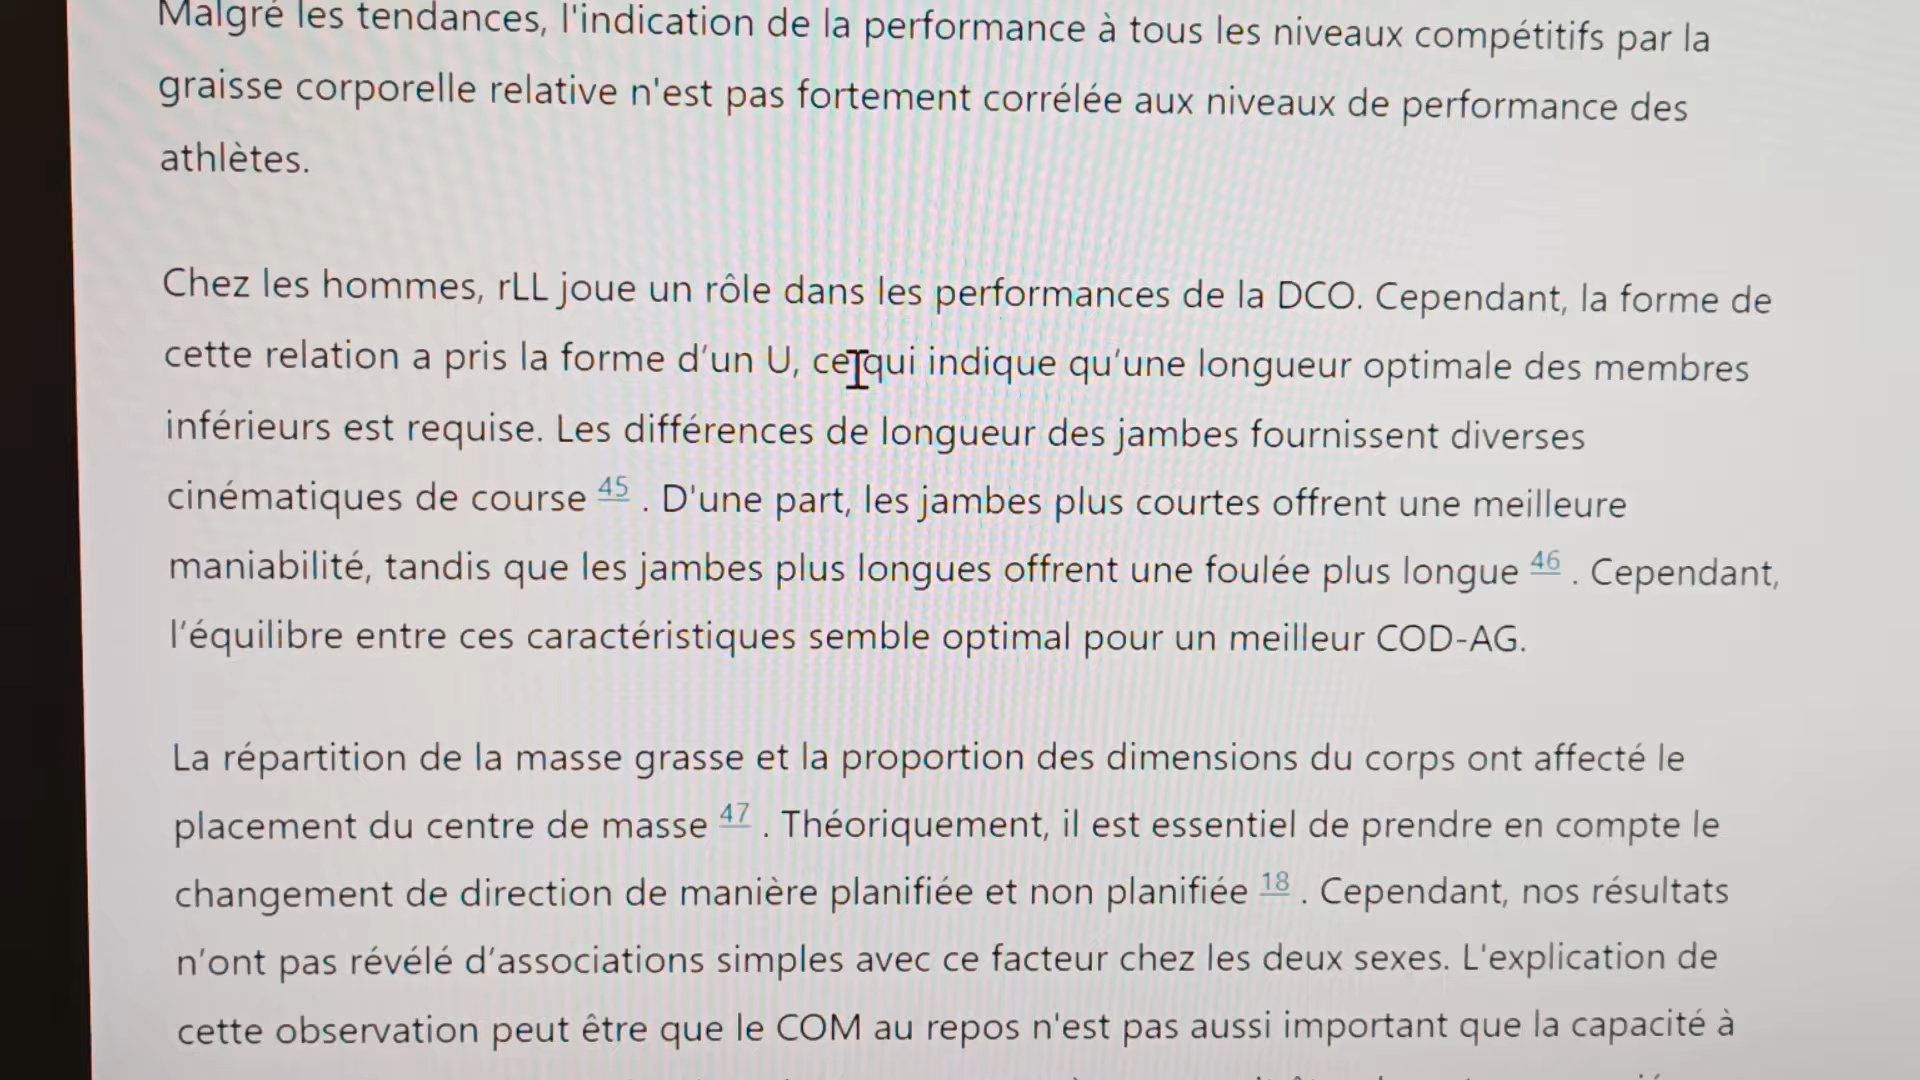 Malgré les tendances, l'indication de la performance à tous les niveaux compétitifs par la
graisse corporelle relative n'est pas fortement corrélée aux niveaux de performance des
athlètes.
Chez les hommes, rLL joue un rôle dans les performances de la DCO. Cependant, la forme de
cette relation a pris la forme d'un U, ce qui indique qu'une longueur optimale des membres
inférieurs est requise. Les différences de longueur des jambes fournissent diverses
cinématiques de course 45 . D'une part, les jambes plus courtes offrent une meilleure
maniabilité, tandis que les jambes plus longues offrent une foulée plus longue 46 . Cependant,
l'équilibre entre ces caractéristiques semble optimal pour un meilleur COD-AG.
La répartition de la masse grasse et la proportion des dimensions du corps ont affecté le
placement du centre de masse 47 . Théoriquement, il est essentiel de prendre en compte le
changement de direction de manière planifiée et non planifiée 18 . Cependant, nos résultats
n'ont pas révélé d'associations simples avec ce facteur chez les deux sexes. L'explication de
cette observation peut être que le COM au repos n'est pas aussi important que la capacité à